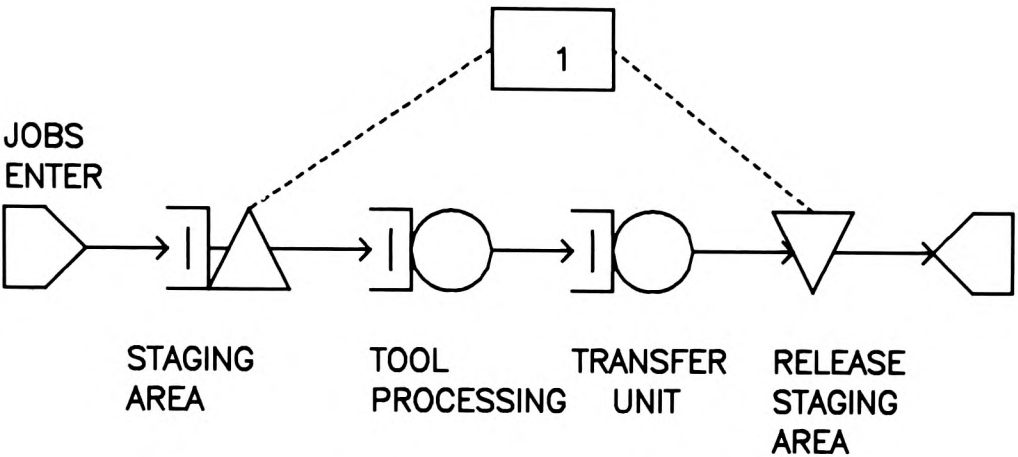 1
JOBS
ENTER
STAGING
AREA
TOOL
PROCESSING
TRANSFER
UNIT
RELEASE
STAGING
AREA